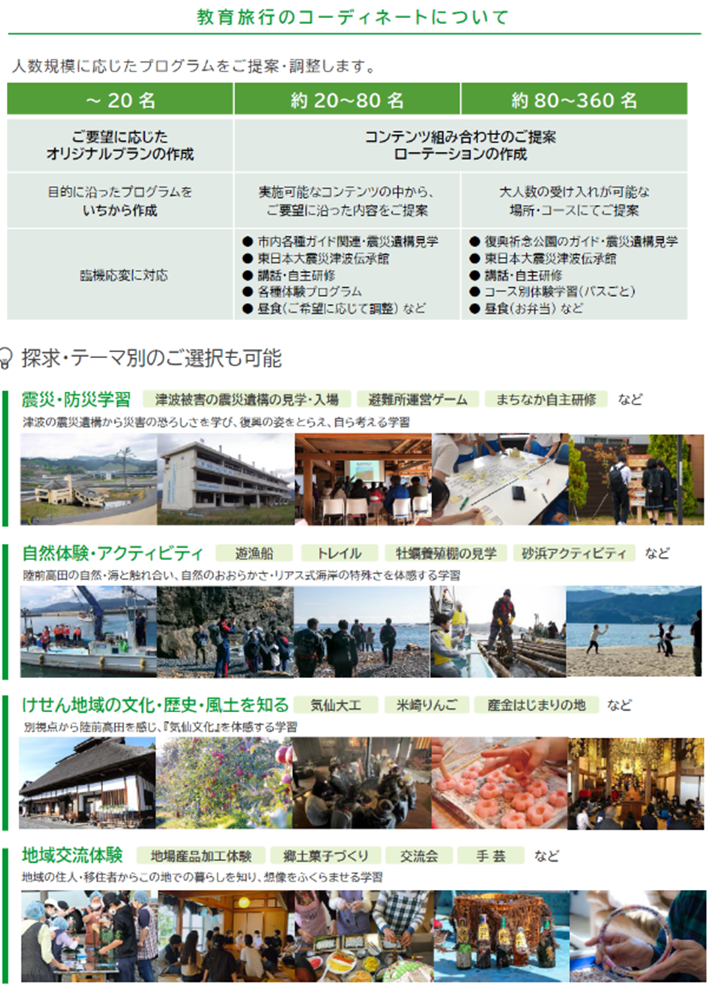 教育旅行のコーディネートについて
人数規模に応じたプログラムをご提案・調整します。
～ 20 名
約 20～80 名
約 80～360 名
ご要望に応じた
オリジナルプランの作成
コンテンツ組み合わせのご提案
ローテーションの作成
目的に沿ったプログラムを
いちから作成
実施可能なコンテンツの中から、
ご要望に沿った内容をご提案
大人数の受け入れが可能な
場所・コースにてご提案
臨機応変に対応
● 市内各種ガイド関連・震災遺構見学
● 東日本大震災津波伝承館
● 講話・自主研修
● 各種体験プログラム
● 昼食(ご希望に応じて調整) など
● 復興祈念公園のガイド・震災遺構見学
● 東日本大震災津波伝承館
● 講話・自主研修
● コース別体験学習(バスごと)
● 昼食(お弁当) など
探求・テーマ別のご選択も可能
震災・防災学習 津波被害の震災遺構の見学・入場 避難所運営ゲーム まちなか自主研修 など
津波の震災遺構から災害の恐ろしさを学び、復興の姿をとらえ、自ら考える学習
自然体験・アクティビティ 遊漁船 トレイル 牡蠣養殖棚の見学 砂浜アクティビティ など
陸前高田の自然・海と触れ合い、自然のおおらかさ・リアス式海岸の特殊さを体感する学習
けせん地域の文化・歴史・風土を知る 気仙大工 米崎りんご 産金はじまりの地 など
別視点から陸前高田を感じ、『気仙文化』を体感する学習
地域交流体験 地場産品加工体験 郷土菓子づくり 交流会 手 芸 など
地域の住人・移住者からこの地での暮らしを知り、想像をふくらませる学習